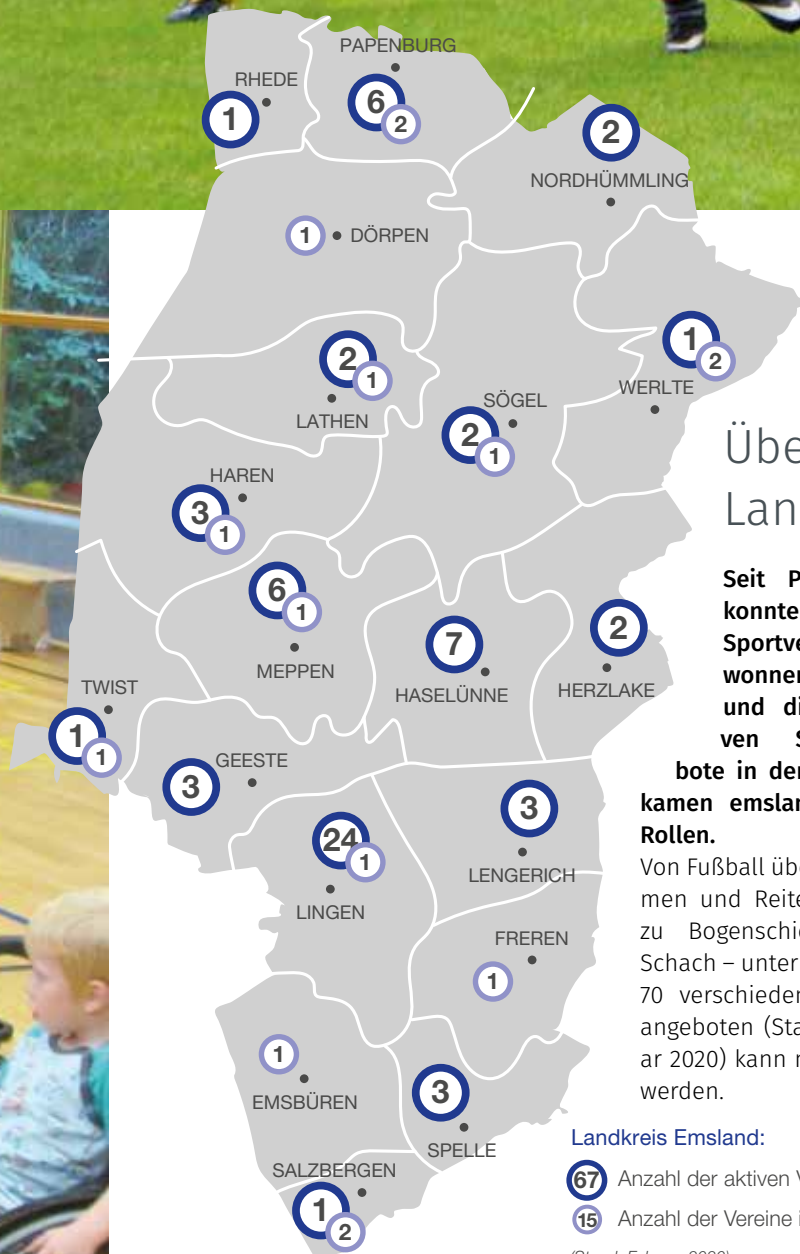 PAPENBURG
RHEDE
1
6
2
2
NORDHÜMMLING
1
DÖRPEN
2
1
LATHEN
1
2
WERLTE
SÖGEL
2
1
HAREN
3
1
6
1
MEPPEN
7
HASELÜNNE
2
HERZLAKE
TWIST
1
1
GEESTE
3
24
1
LINGEN
3
LENGERICH
FREREN
1
1
EMSBÜREN
3
SPELLE
SALZBERGEN
1
2
Übe
Lan
Seit P
konnte
Sportve
wonnen
und di
ven S
bote in der
kamen emslan
Rollen.
Von Fußball übe
men und Reite
zu Bogenschie
Schach – unter
70 verschieden
angeboten (Sta
ar 2020) kann n
werden.
Landkreis Emsland:
67 Anzahl der aktiven V
15 Anzahl der Vereine i